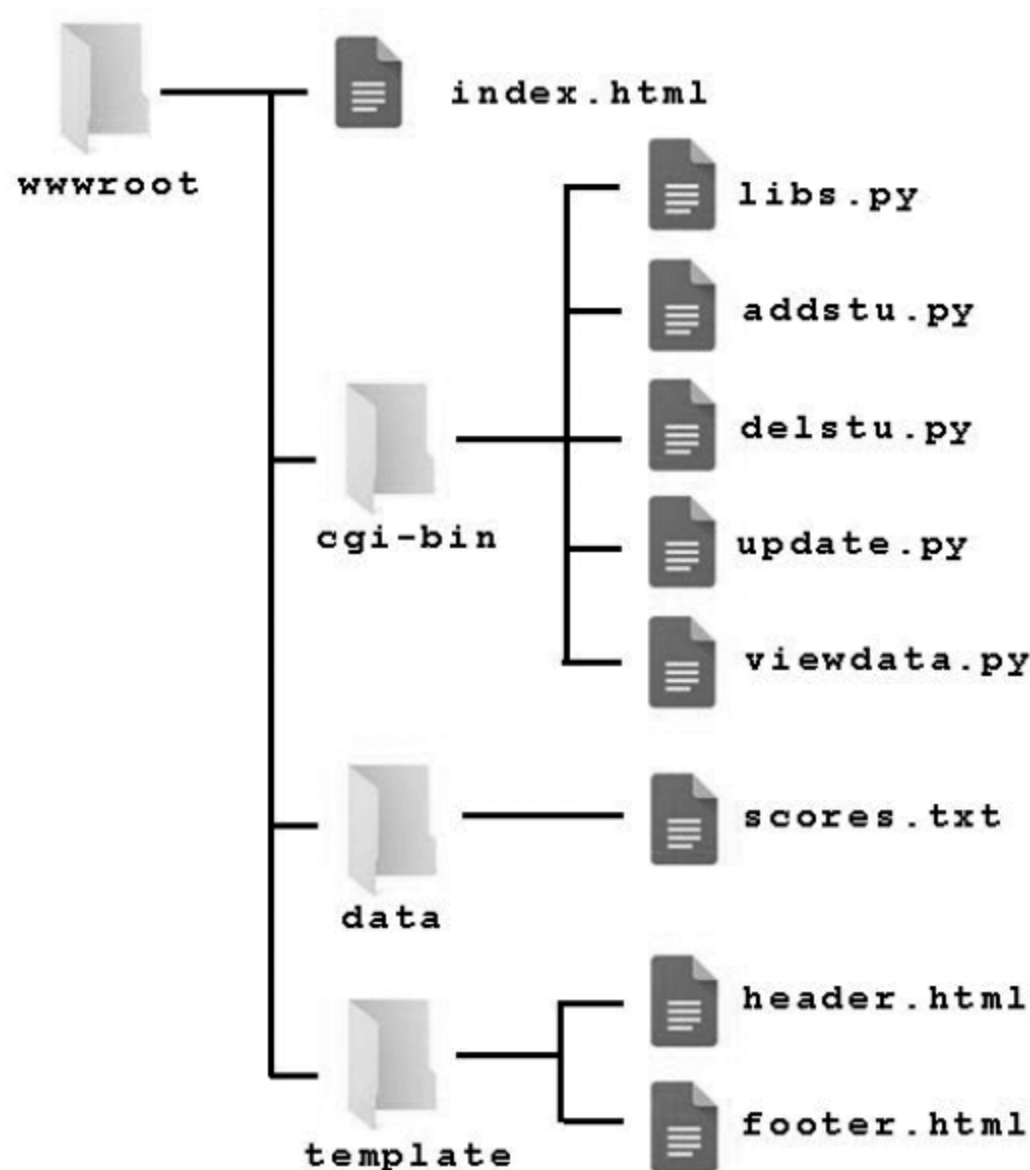 index.html
wwwroot
libs.py
addstu.py
delstu.py
cgi-bin
update.py
viewdata.py
scores.txt
data
header.html
footer.html
template